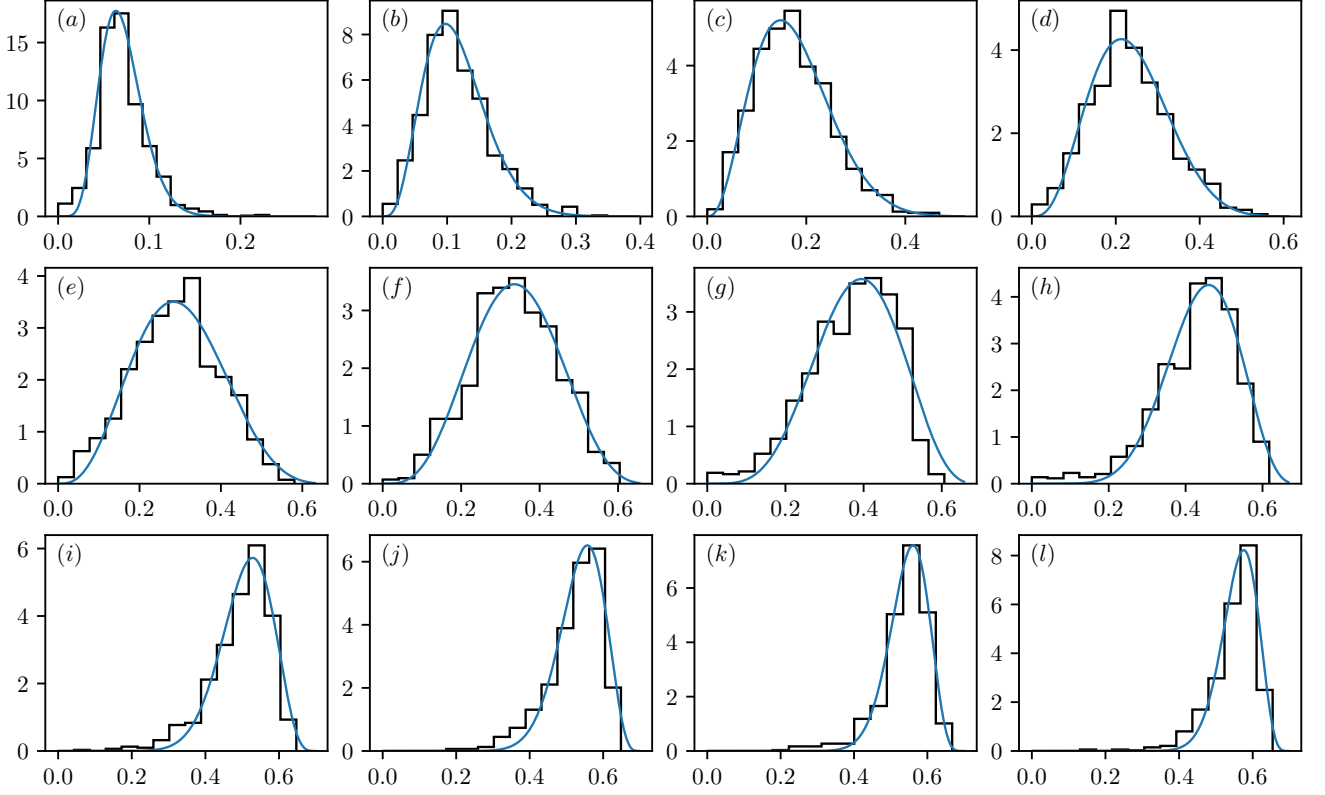 (a) (b) (c) (d)
15 8 4 4
10 6 2 2
5 4 0 0
0 2
0
0.0 0.1 0.2 0.0 0.1 0.2 0.3 0.4 0.0 0.2 0.4 0.0 0.2 0.4 0.6
(e) (f) (g) (h)
4 3 3 4
3 2 2 3
2 1 1 2
1 0 0 1
0 0
0.0 0.2 0.4 0.6 0.0 0.2 0.4 0.6 0.0 0.2 0.4 0.6 0.0 0.2 0.4 0.6
(i) (j) (k) (l)
6 6 6 8
4 4 4 6
2 2 2 4
0 0 0 2
0
0.0 0.2 0.4 0.6 0.0 0.2 0.4 0.6 0.0 0.2 0.4 0.6 0.0 0.2 0.4 0.6